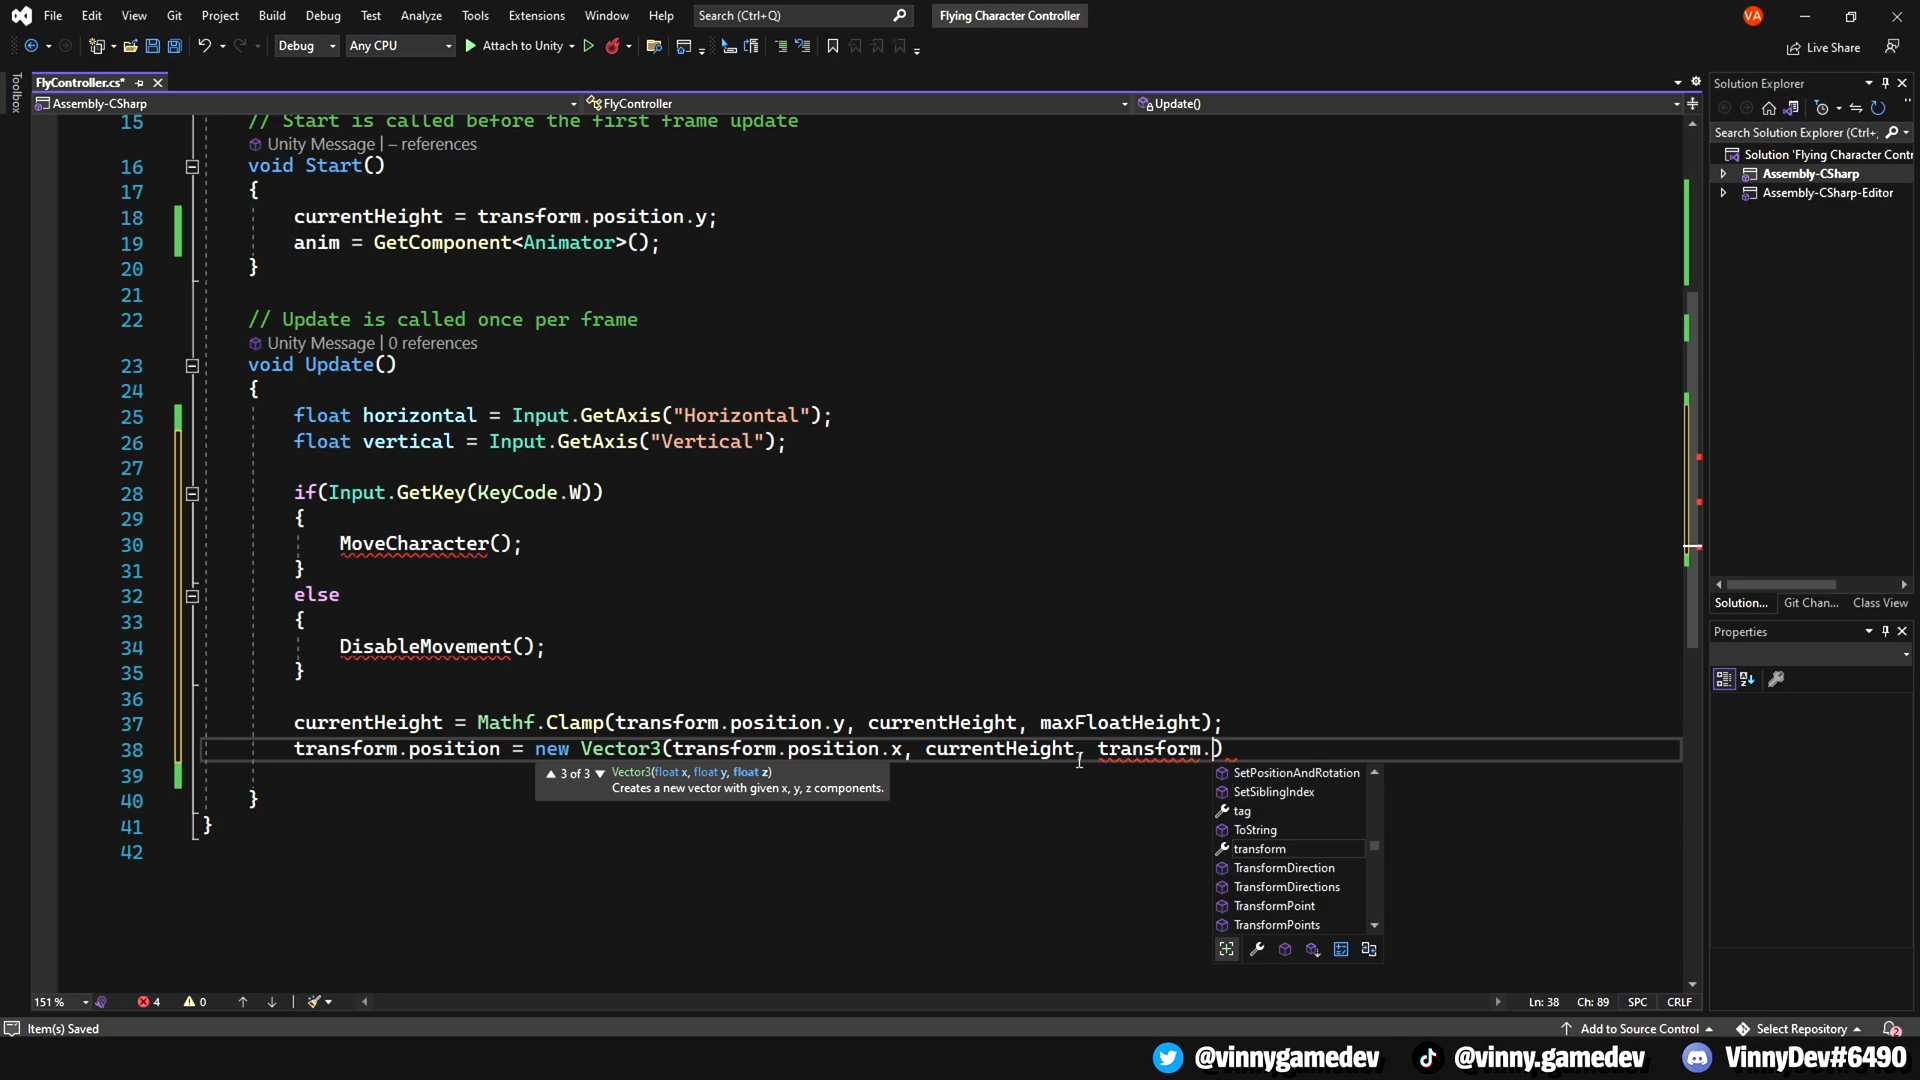 File Edit View Git Project Build Debug Test Analyze Tools Extensions Window Help Search (Ctrl+Q) Flying Character Controller VA
Debug Any CPU Attach to Unity Live Share
Toolbox
FlyController.cs*
Assembly-CSharp FlyController Update()
15 // Start is called before the first frame update
Unity Message | – references
16 void Start()
17 {
18 currentHeight = transform.position.y;
19 anim = GetComponent<Animator>();
20 }
21
22 // Update is called once per frame
Unity Message | 0 references
23 void Update()
24 {
25 float horizontal = Input.GetAxis("Horizontal");
26 float vertical = Input.GetAxis("Vertical");
27
28 if(Input.GetKey(KeyCode.W))
29 {
30 MoveCharacter();
31 }
32 else
33 {
34 DisableMovement();
35 }
36
37 currentHeight = Mathf.Clamp(transform.position.y, currentHeight, maxFloatHeight);
38 transform.position = new Vector3(transform.position.x, currentHeight, transform.)
39
40 }
41 }
42
3 of 3 Vector3(float x, float y, float z)
Creates a new vector with given x, y, z components.
SetPositionAndRotation
SetSiblingIndex
tag
ToString
transform
TransformDirection
TransformDirections
TransformPoint
TransformPoints
151 % 4 0 Ln: 38 Ch: 89 SPC CRLF
Solution Explorer
Search Solution Explorer (Ctrl+;
Solution 'Flying Character Contr
Assembly-CSharp
Assembly-CSharp-Editor
Solution... Git Chan... Class View
Properties
Item(s) Saved Add to Source Control Select Repository 2
@vinnygamedev @vinny.gamedev VinnyDev#6490